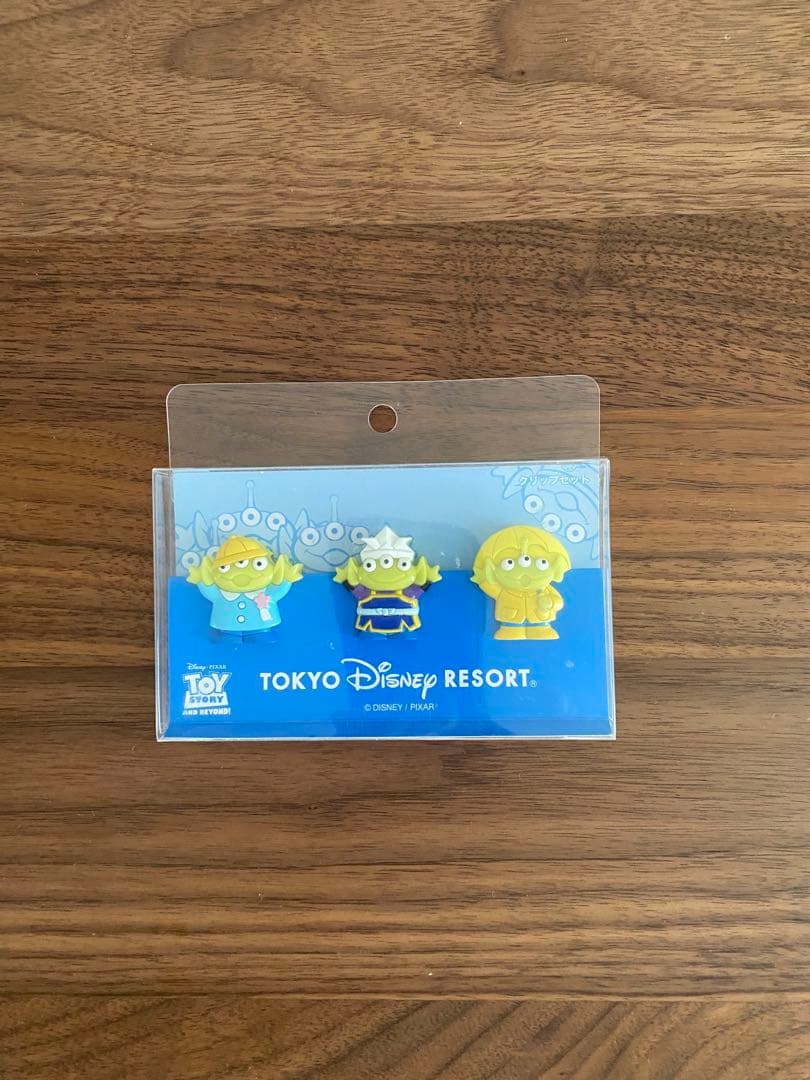 クリップセット
Disney · PIXAR
TOY
STORY
AND BEYOND!
TOKYO Disney RESORT®
© DISNEY / PIXAR